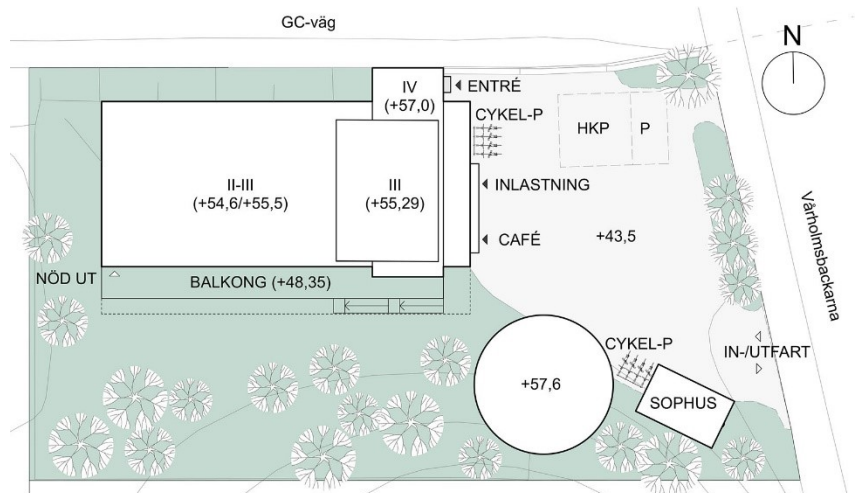 GC-väg
N
IV
(+57,0)
ENTRÉ
CYKEL-P
HKP
P
II-III
(+54,6/+55,5)
III
(+55,29)
INLASTNING
CAFÉ
+43,5
Vårholmsbackarna
NÖD UT
BALKONG (+48,35)
CYKEL-P
IN-/UTFART
+57,6
SOPHUS